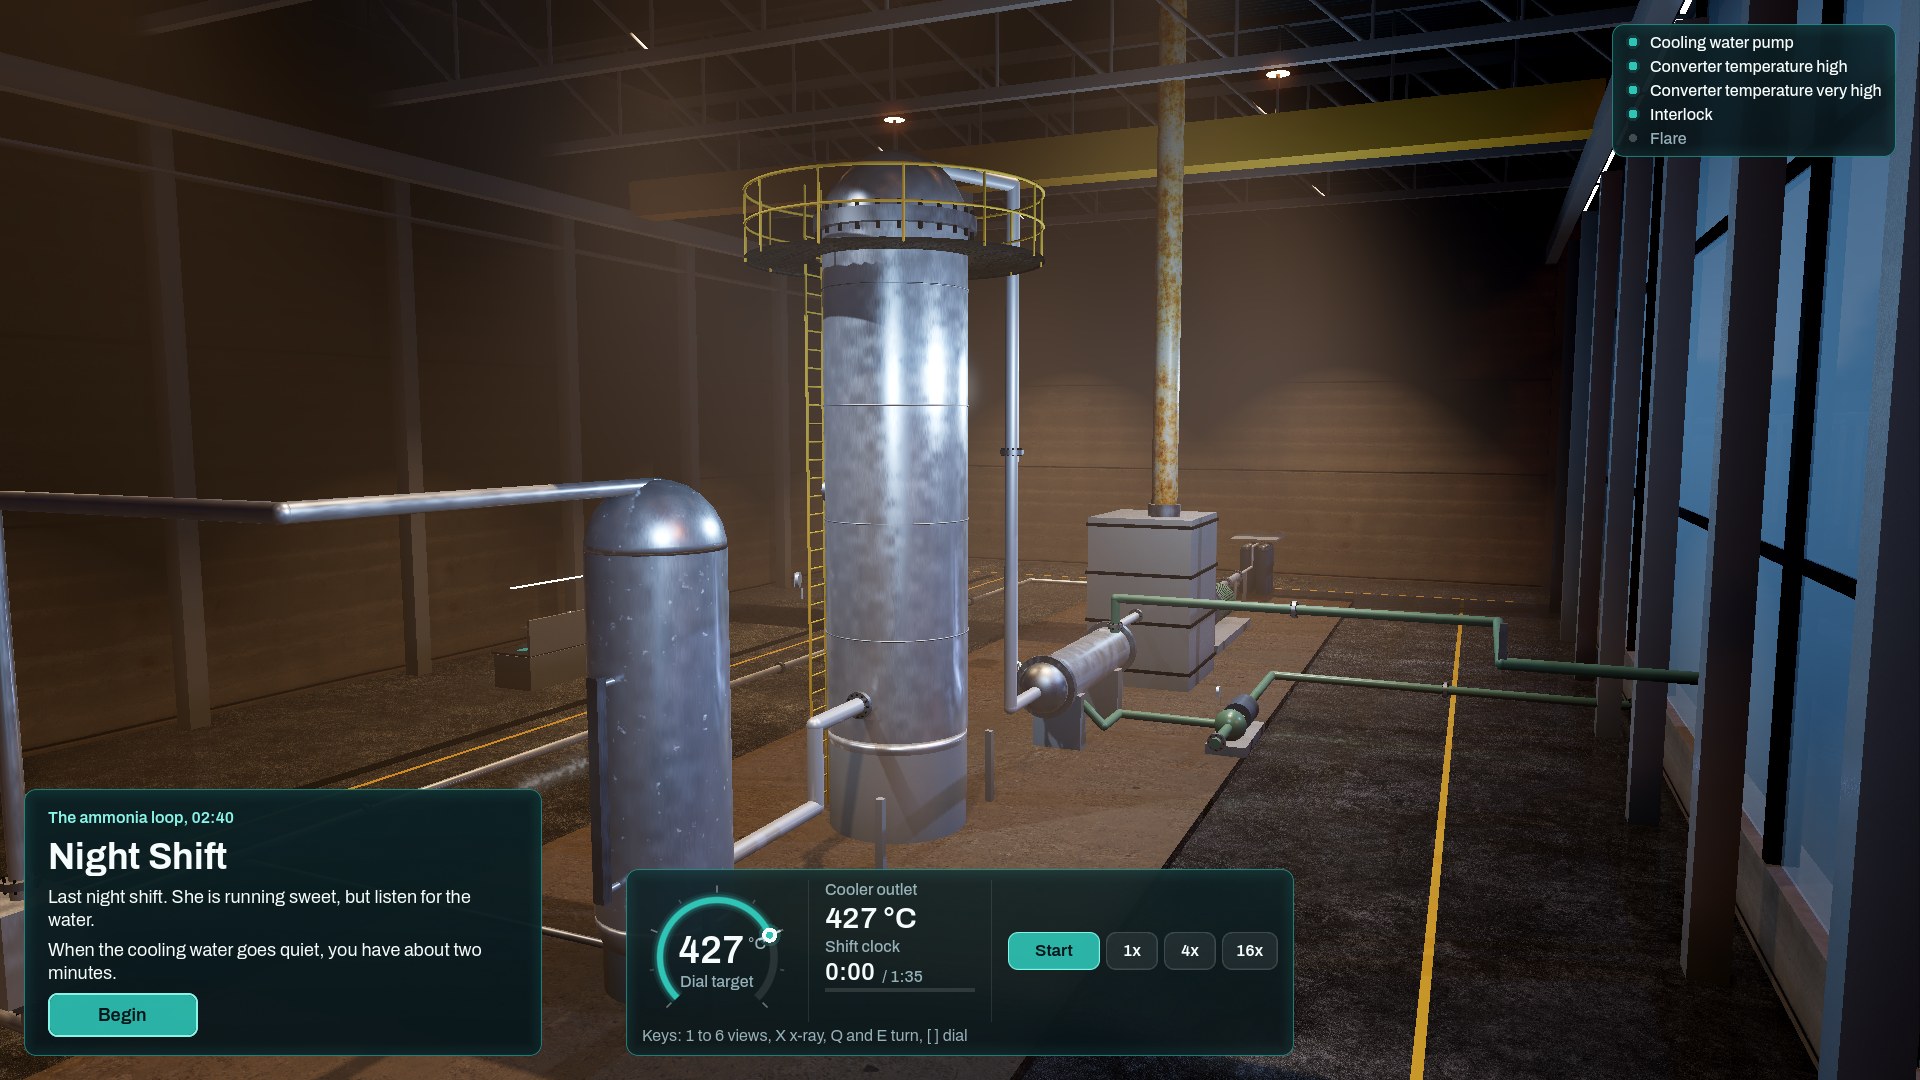 Cooling water pump
Converter temperature high
Converter temperature very high
Interlock
Flare
The ammonia loop, 02:40
Night Shift
Last night shift. She is running sweet, but listen for the
water.
When the cooling water goes quiet, you have about two
minutes.
Begin
427 °C
Dial target
Cooler outlet
427 °C
Shift clock
0:00 / 1:35
Start
1x
4x
16x
Keys: 1 to 6 views, X x-ray, Q and E turn, [ ] dial